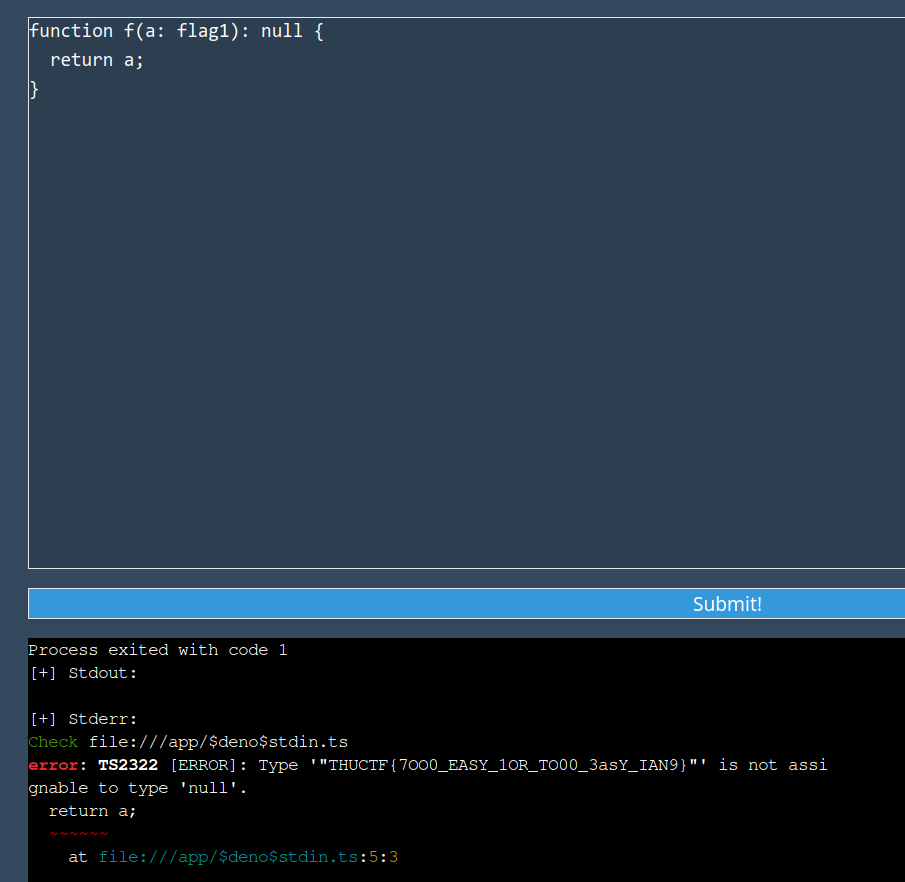 function f(a: flag1): null {
  return a;
}
Submit!
Process exited with code 1
[+] Stdout:
[+] Stderr:
Check file:///app/$deno$stdin.ts
error: TS2322 [ERROR]: Type '"THUCTF{7OO0_EASY_1OR_TO00_3asY_IAN9}"' is not assi
gnable to type 'null'.
  return a;
  ~~~~~~
    at file:///app/$deno$stdin.ts:5:3